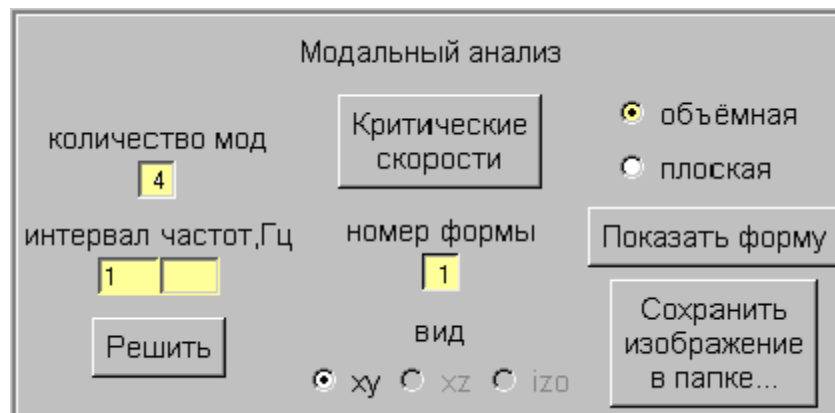 Модальный анализ
количество мод
4
интервал частот,Гц
1
Решить
Критические
скорости
номер формы
1
вид
xy xz izo
объёмная
плоская
Показать форму
Сохранить
изображение
в папке...